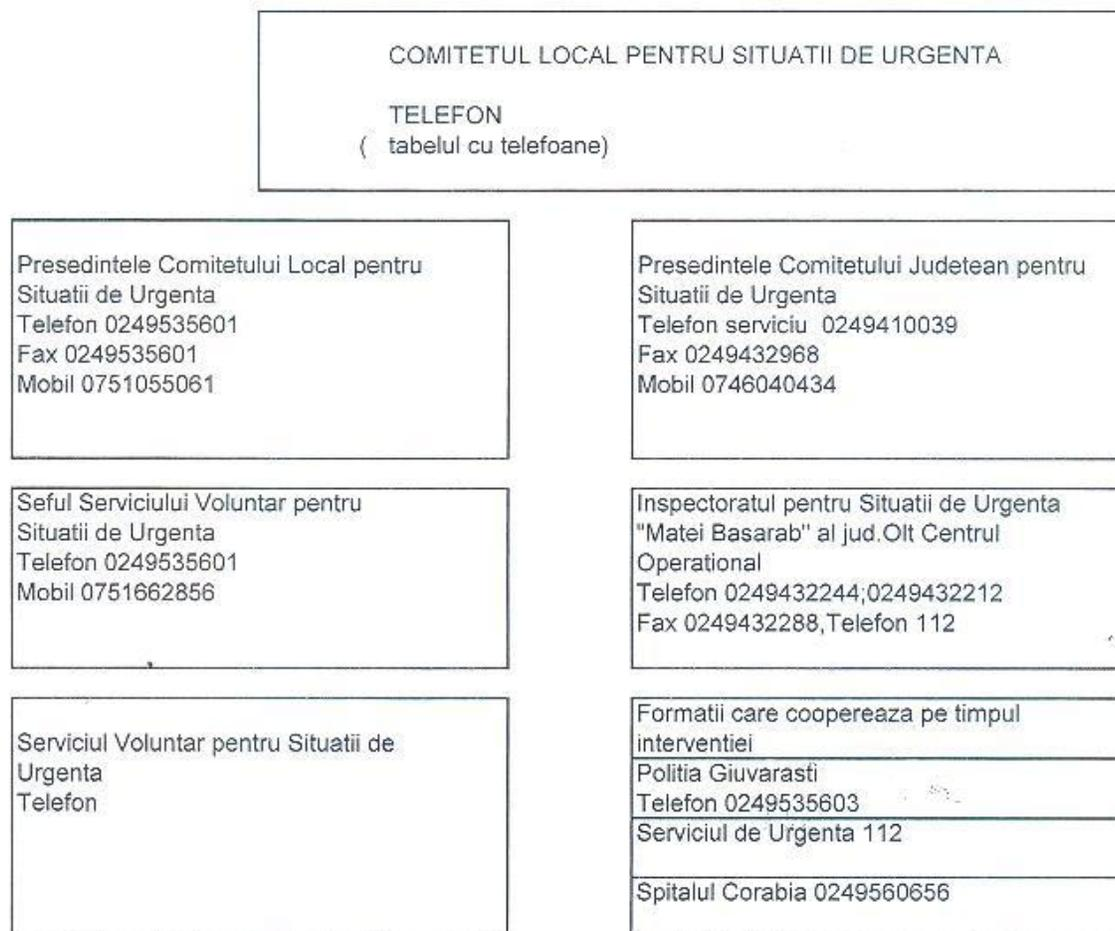 COMITETUL LOCAL PENTRU SITUATII DE URGENTA
TELEFON
( tabelul cu telefoane)
Presedintele Comitetului Local pentru
Situatii de Urgenta
Telefon 0249535601
Fax 0249535601
Mobil 0751055061
Presedintele Comitetului Judetean pentru
Situatii de Urgenta
Telefon serviciu 0249410039
Fax 0249432968
Mobil 0746040434
Seful Serviciului Voluntar pentru
Situatii de Urgenta
Telefon 0249535601
Mobil 0751662856
Inspectoratul pentru Situatii de Urgenta
"Matei Basarab" al jud.Olt Centrul
Operational
Telefon 0249432244;0249432212
Fax 0249432288,Telefon 112
Serviciul Voluntar pentru Situatii de
Urgenta
Telefon
Formatii care coopereaza pe timpul
interventiei
Politia Giuvarasti
Telefon 0249535603
Serviciul de Urgenta 112
Spitalul Corabia 0249560656